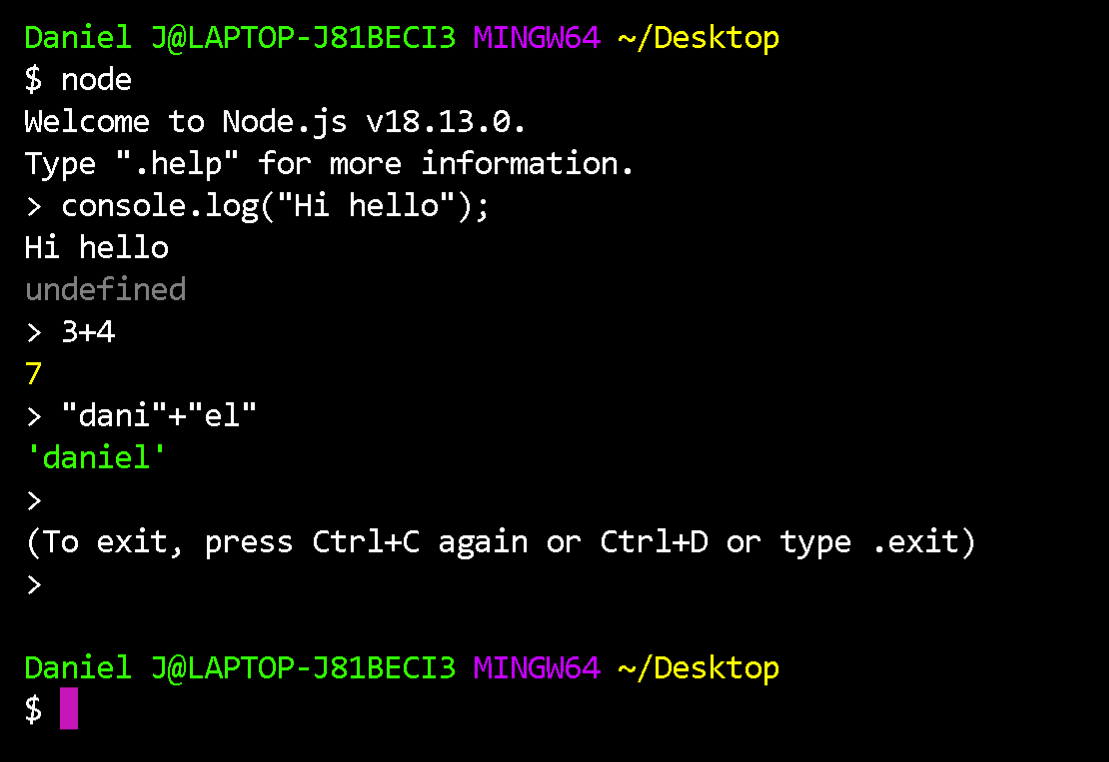 Daniel J@LAPTOP-J81BECI3 MINGW64 ~/Desktop
$ node
Welcome to Node.js v18.13.0.
Type ".help" for more information.
> console.log("Hi hello");
Hi hello
undefined
> 3+4
7
> "dani"+"el"
'daniel'
>
(To exit, press Ctrl+C again or Ctrl+D or type .exit)
>
Daniel J@LAPTOP-J81BECI3 MINGW64 ~/Desktop
$